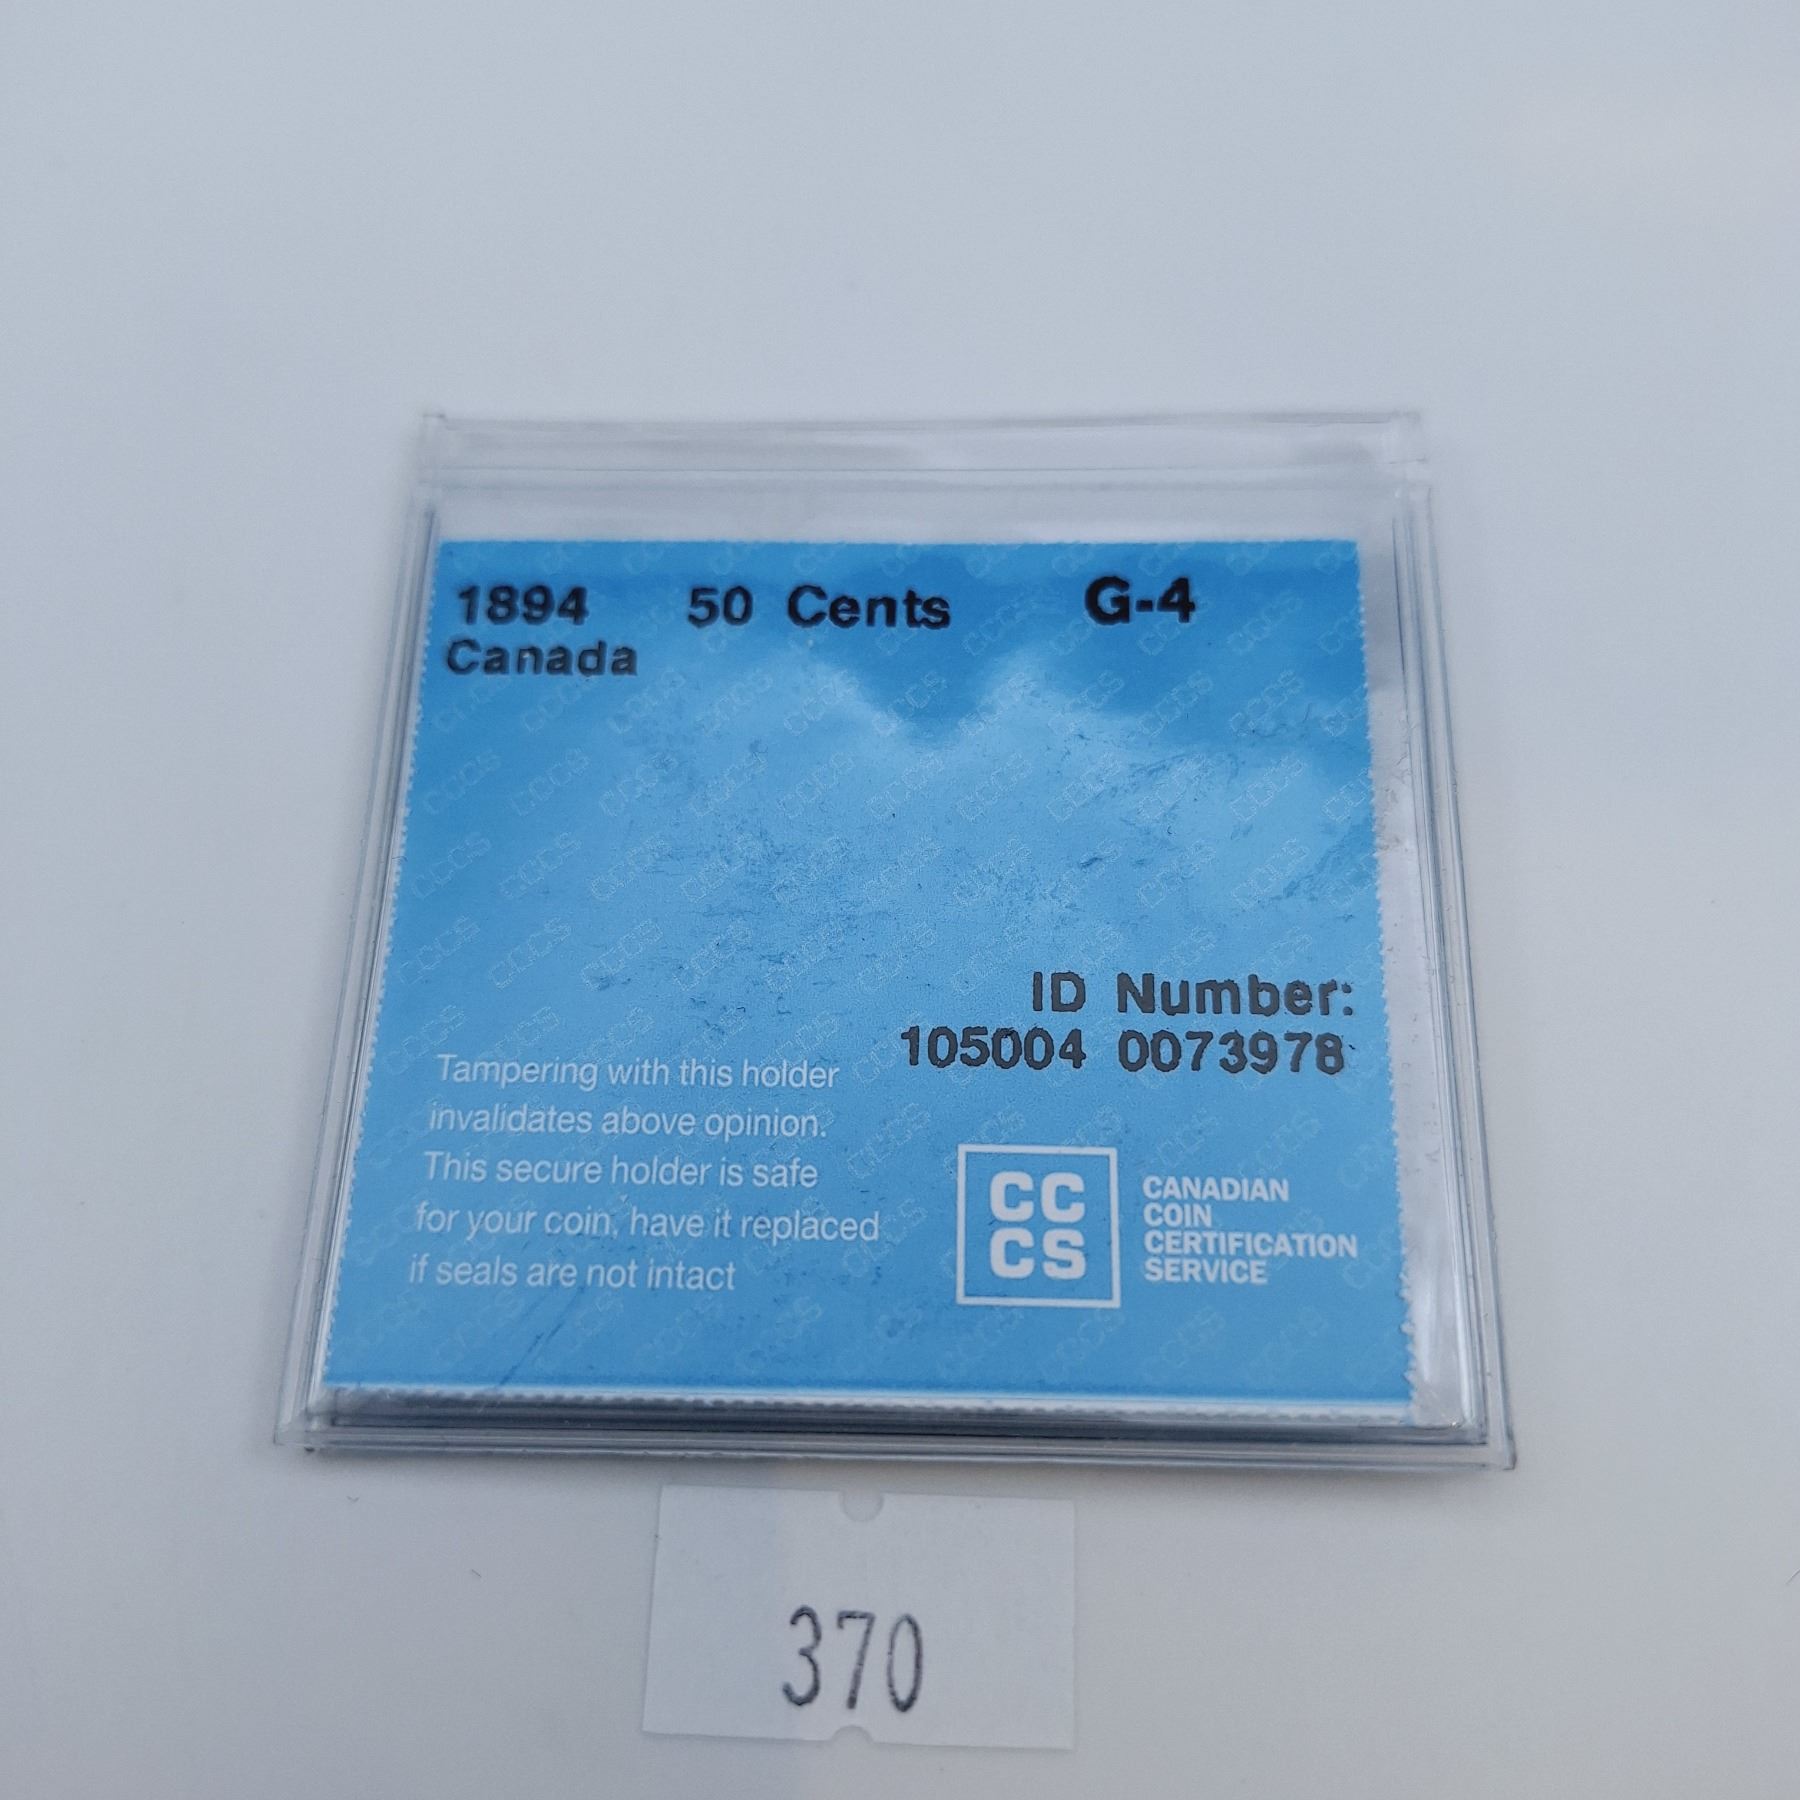 1894 50 Cents G-4
Canada
ID Number:
105004 0073978
Tampering with this holder
invalidates above opinion.
This secure holder is safe
for your coin, have it replaced
if seals are not intact
CC
CS
CANADIAN
COIN
CERTIFICATION
SERVICE
370